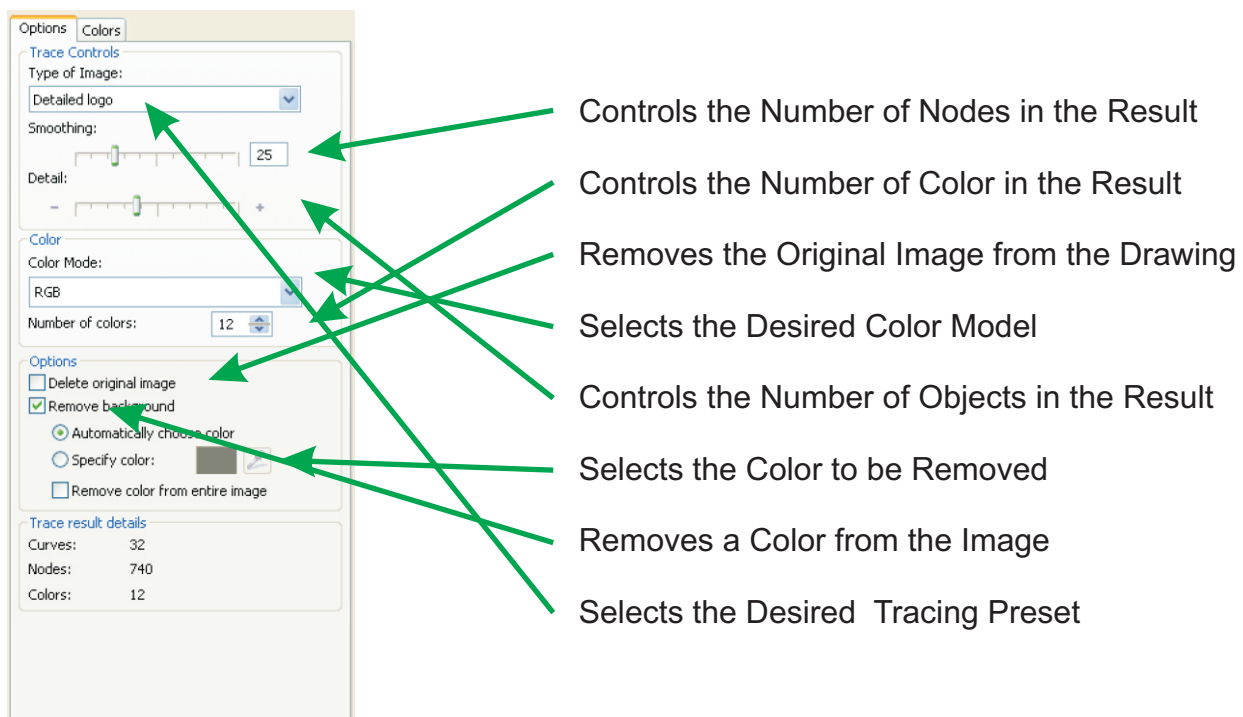 Options Colors
Trace Controls
Type of Image:
Detailed logo
Smoothing:
25
Detail:
- +
Color
Color Mode:
RGB
Number of colors: 12
Options
Delete original image
Remove background
Automatically choose color
Specify color:
Remove color from entire image
Trace result details
Curves: 32
Nodes: 740
Colors: 12
Controls the Number of Nodes in the Result
Controls the Number of Color in the Result
Removes the Original Image from the Drawing
Selects the Desired Color Model
Controls the Number of Objects in the Result
Selects the Color to be Removed
Removes a Color from the Image
Selects the Desired Tracing Preset